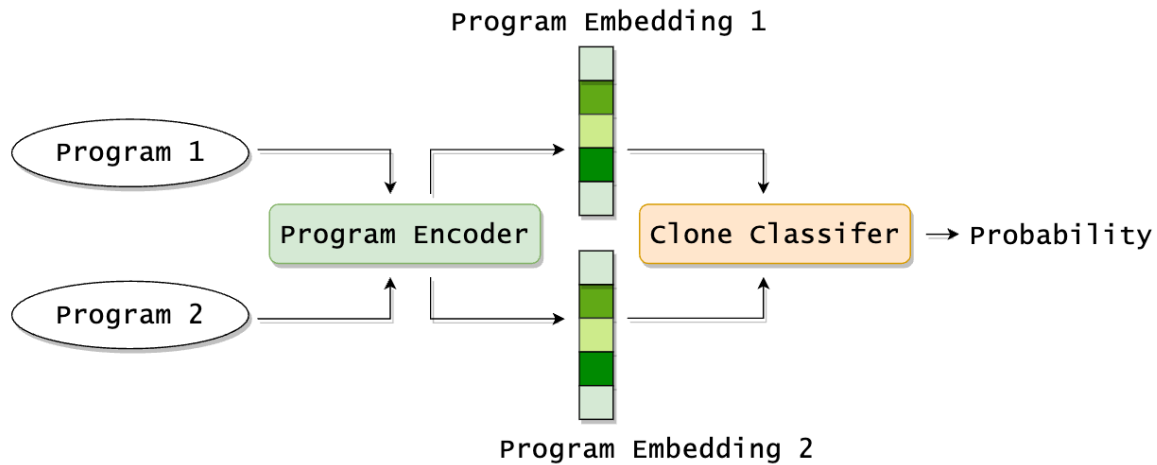 Program Embedding 1
Program 1
Program Encoder
Clone Classifer
Probability
Program 2
Program Embedding 2